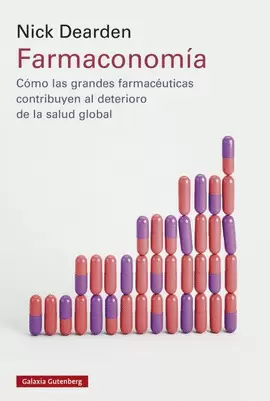 Nick Dearden
Farmaconomía
Cómo las grandes farmacéuticas
contribuyen al deterioro
de la salud global
Galaxia Gutenberg